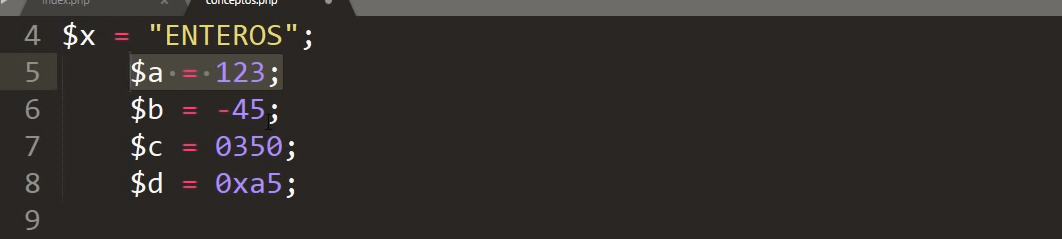 index.php × conceptos.php
4 $x = "ENTEROS";
5 $a = 123;
6 $b = -45;
7 $c = 0350;
8 $d = 0xa5;
9